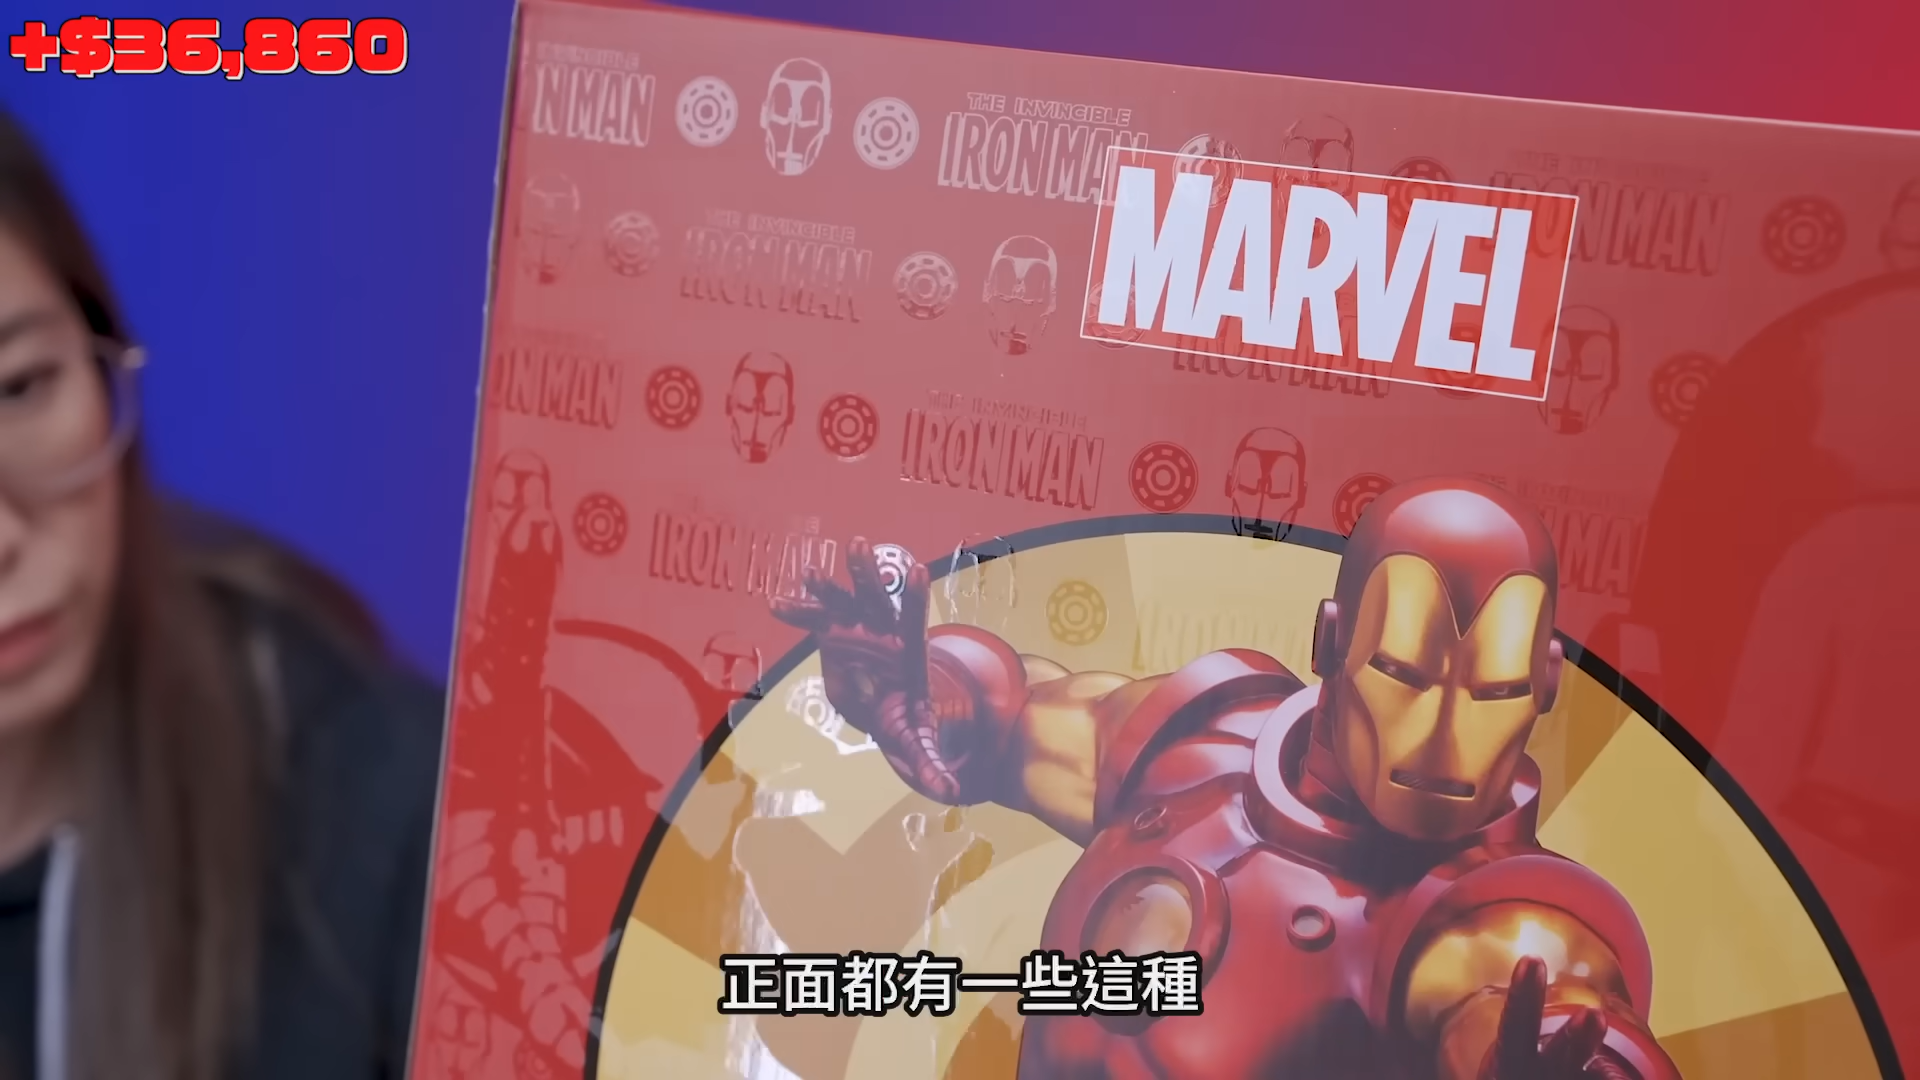 +$36,860
THE INVINCIBLE
IRON MAN
MARVEL
THE INVINCIBLE
IRON MAN
IRON MAN
IRON MAN
THE INVINCIBLE
IRON MAN
IRON MAN
正面都有一些這種